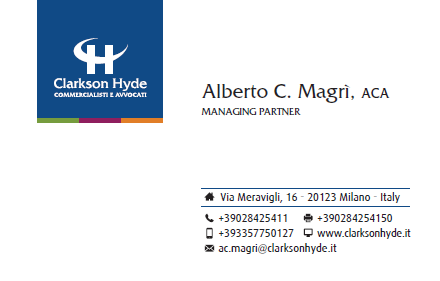 Clarkson Hyde
COMMERCIALISTI E AVVOCATI
Alberto C. Magrì, ACA
MANAGING PARTNER
Via Meravigli, 16 - 20123 Milano - Italy
+39028425411 +390284254150
+393357750127 www.clarksonhyde.it
ac.magri@clarksonhyde.it